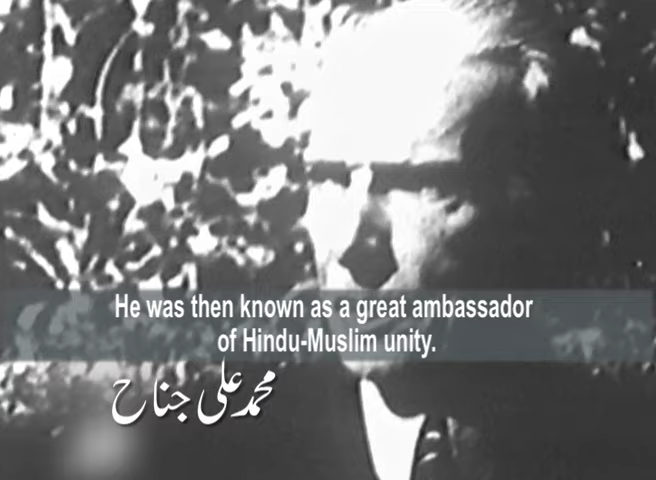 He was then known as a great ambassador
of Hindu-Muslim unity.
محمد علی جناح